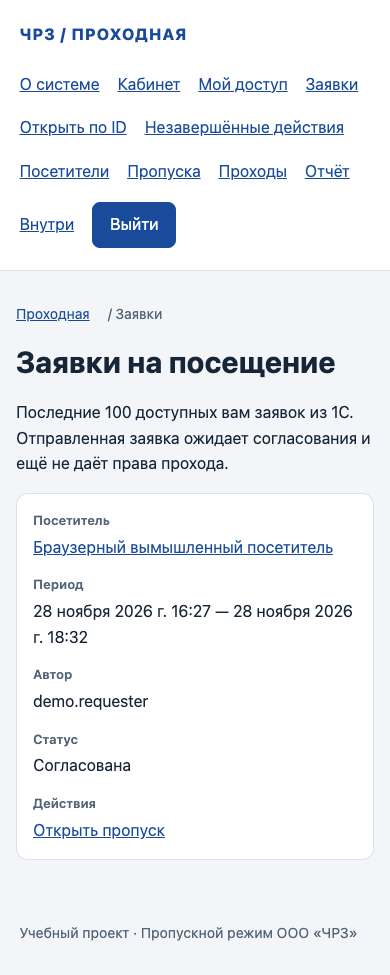 ЧРЗ / ПРОХОДНАЯ
О системе Кабинет Мой доступ Заявки
Открыть по ID Незавершённые действия
Посетители Пропуска Проходы Отчёт
Внутри Выйти
Проходная / Заявки
Заявки на посещение
Последние 100 доступных вам заявок из 1С.
Отправленная заявка ожидает согласования и
ещё не даёт права прохода.
Посетитель
Браузерный вымышленный посетитель
Период
28 ноября 2026 г. 16:27 — 28 ноября 2026
г. 18:32
Автор
demo.requester
Статус
Согласована
Действия
Открыть пропуск
Учебный проект · Пропускной режим ООО «ЧРЗ»